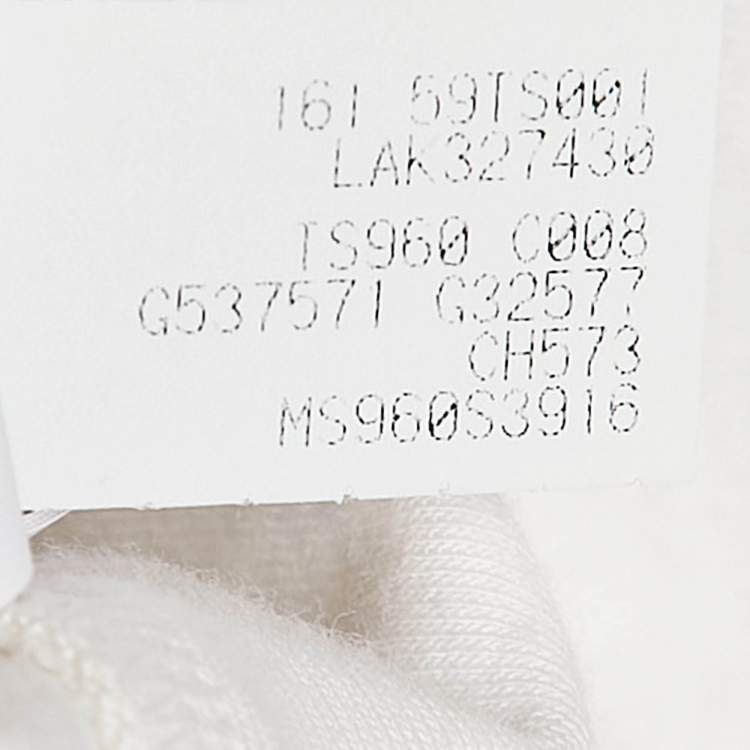 161 59TS001
LAK327430
TS960 C008
G537571 G32577
CH573
MS960S3916